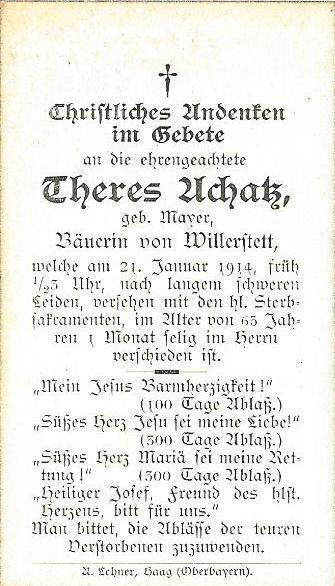 †
Christliches Andenken
im Gebete
an die ehrengeachtete
Theres Achatz,
geb. Mayer,
Bäuerin von Willerstett,
welche am 21. Januar 1914, früh
1/23 Uhr, nach langem schweren
Leiden, versehen mit den hl. Sterb-
sakramenten, im Alter von 65 Jah-
ren 1 Monat selig im Herrn
verschieden ist.
„Mein Jesus Barmherzigkeit!"
(100 Tage Ablaß.)
„Süßes Herz Jesu sei meine Liebe!"
(300 Tage Ablaß.)
„Süßes Herz Mariä sei meine Ret-
tung!" (300 Tage Ablaß.)
„Heiliger Josef, Freund des hlst.
Herzens, bitt für uns."
Man bittet, die Ablässe der teuren
Verstorbenen zuzuwenden.
A. Lehner, Haag (Oberbayern).